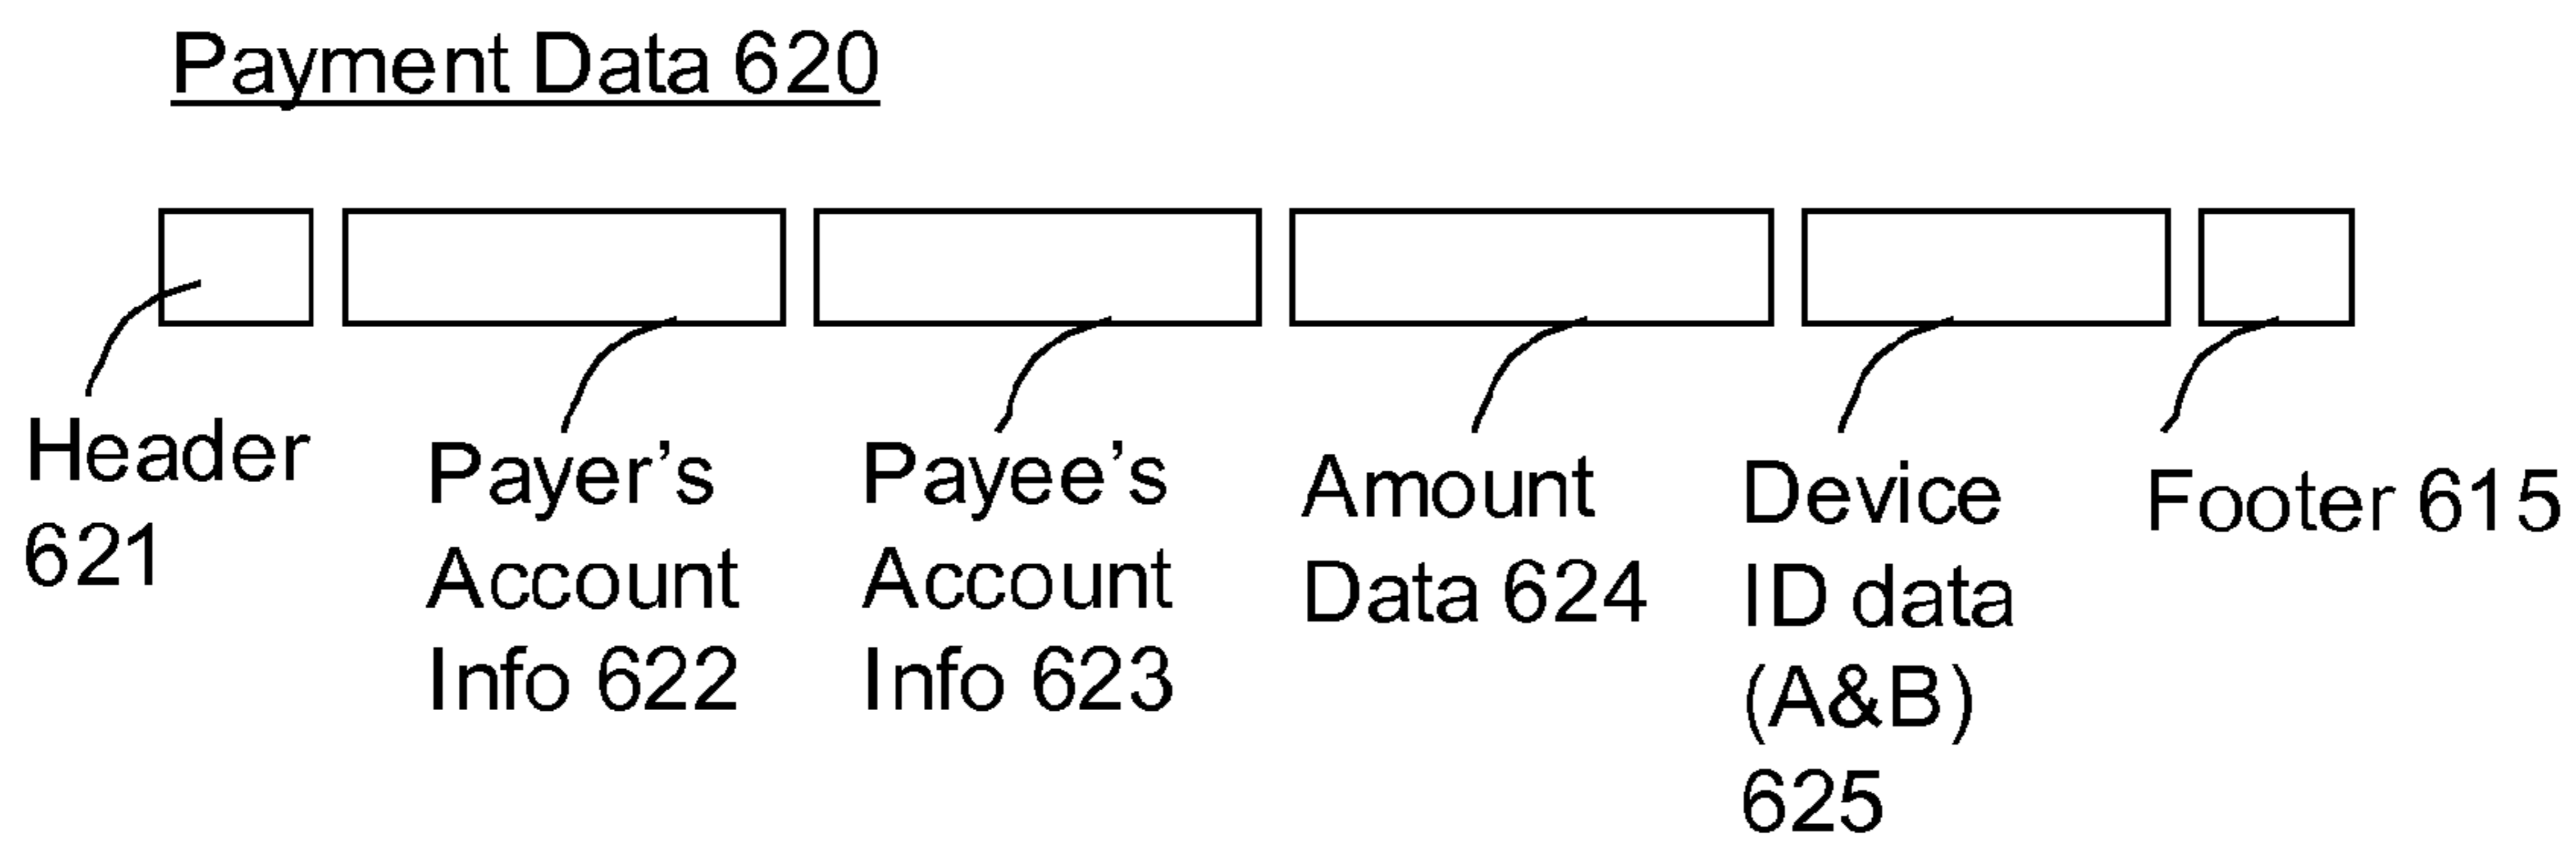 Payment Data 620
Header
621
Payer’s
Account
Info 622
Payee’s
Account
Info 623
Amount
Data 624
Device
ID data
(A&B)
625
Footer 615